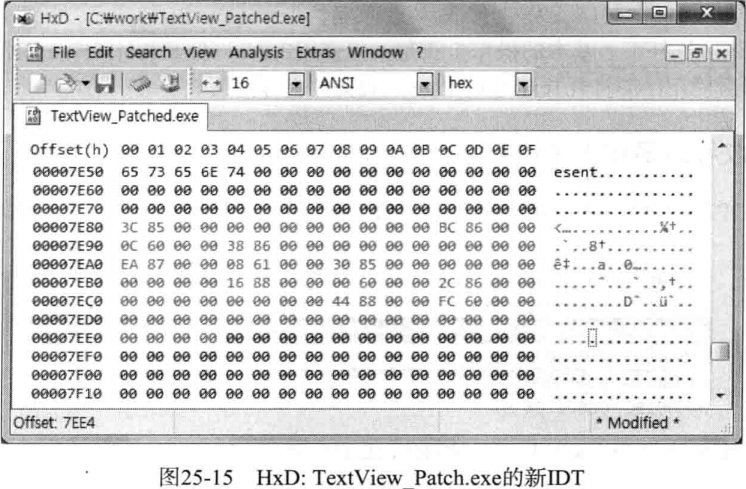 HxD - [C:₩work₩TextView_Patched.exe]
File Edit Search View Analysis Extras Window ?
16 ANSI hex
TextView_Patched.exe
Offset(h) 00 01 02 03 04 05 06 07 08 09 0A 0B 0C 0D 0E 0F
00007E50 65 73 65 6E 74 00 00 00 00 00 00 00 00 00 00 00 esent...........
00007E60 00 00 00 00 00 00 00 00 00 00 00 00 00 00 00 00 ................
00007E70 00 00 00 00 00 00 00 00 00 00 00 00 00 00 00 00 ................
00007E80 3C 85 00 00 00 00 00 00 00 00 00 00 BC 86 00 00 <…..........¼†..
00007E90 0C 60 00 00 38 86 00 00 00 00 00 00 00 00 00 00 .`..8†..........
00007EA0 EA 87 00 00 08 61 00 00 30 85 00 00 00 00 00 00 ê‡...a..0…......
00007EB0 00 00 00 00 16 88 00 00 00 60 00 00 2C 86 00 00 .....ˆ...`..,†..
00007EC0 00 00 00 00 00 00 00 00 44 88 00 00 FC 60 00 00 ........Dˆ..ü`..
00007ED0 00 00 00 00 00 00 00 00 00 00 00 00 00 00 00 00 ................
00007EE0 00 00 00 00 00 00 00 00 00 00 00 00 00 00 00 00 ................
00007EF0 00 00 00 00 00 00 00 00 00 00 00 00 00 00 00 00 ................
00007F00 00 00 00 00 00 00 00 00 00 00 00 00 00 00 00 00 ................
00007F10 00 00 00 00 00 00 00 00 00 00 00 00 00 00 00 00 ................
Offset: 7EE4 * Modified *
图25-15 HxD: TextView_Patch.exe的新IDT